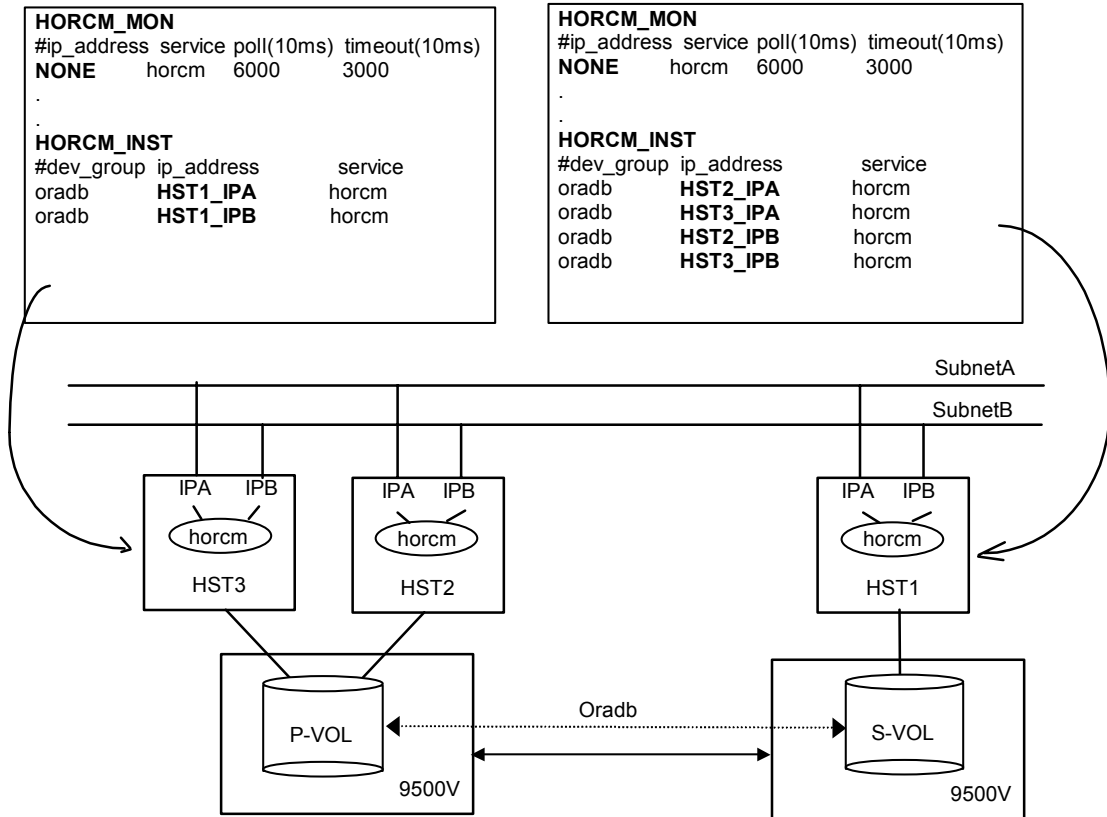 HORCM_MON
#ip_address service poll(10ms) timeout(10ms)
NONE horcm 6000 3000
.
.
HORCM_INST
#dev_group ip_address service
oradb HST1_IPA horcm
oradb HST1_IPB horcm
HORCM_MON
#ip_address service poll(10ms) timeout(10ms)
NONE horcm 6000 3000
.
.
HORCM_INST
#dev_group ip_address service
oradb HST2_IPA horcm
oradb HST3_IPA horcm
oradb HST2_IPB horcm
oradb HST3_IPB horcm
SubnetA
SubnetB
IPA IPB
horcm
HST3
IPA IPB
horcm
HST2
IPA IPB
horcm
HST1
P-VOL
9500V
Oradb
S-VOL
9500V